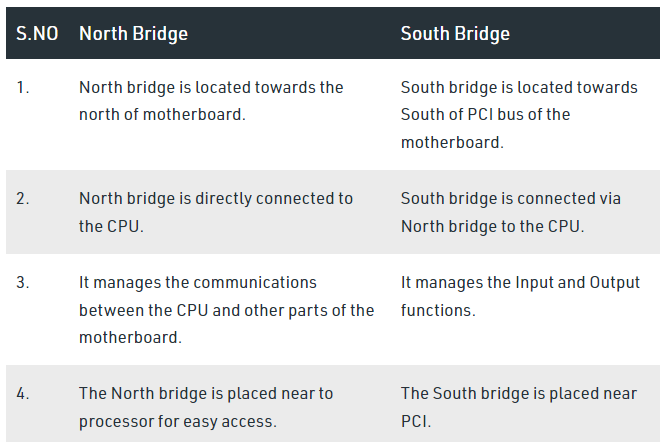 S.NO North Bridge South Bridge
1. North bridge is located towards the South bridge is located towards
north of motherboard. South of PCI bus of the
motherboard.
2. North bridge is directly connected to South bridge is connected via
the CPU. North bridge to the CPU.
3. It manages the communications It manages the Input and Output
between the CPU and other parts of the functions.
motherboard.
4. The North bridge is placed near to The South bridge is placed near
processor for easy access. PCI.